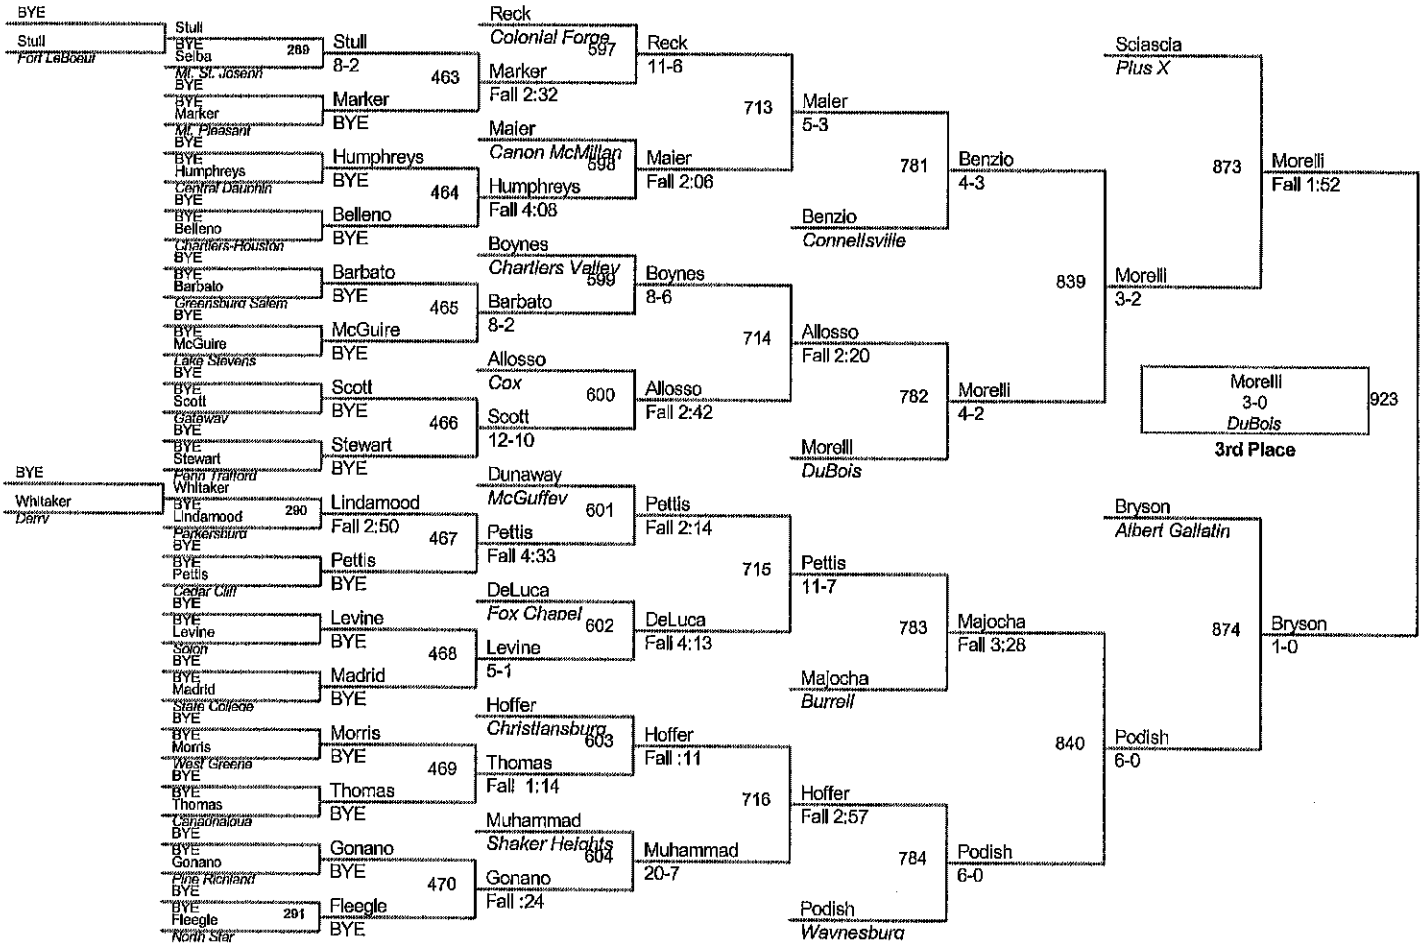 BYE
Stull
Fort LeBoeuf
Stull
BYE
Selba
289
Mt. St. Joseph
BYE
BYE
Marker
Mt. Pleasant
BYE
BYE
Humphreys
Central Dauphin
BYE
BYE
Belleno
Chartiers-Houston
BYE
BYE
Barbato
Greensburg Salem
BYE
BYE
McGuire
Lake Stevens
BYE
BYE
Scott
Gateway
BYE
BYE
Stewart
Penn Trafford
BYE
Whitaker
Derry
Whitaker
BYE
Lindamood
290
Parkersburg
BYE
BYE
Pettis
Cedar Cliff
BYE
BYE
Levine
Solon
BYE
BYE
Madrid
State College
BYE
BYE
Morris
West Greene
BYE
BYE
Thomas
Canadnaigua
BYE
BYE
Gonano
Pine Richland
BYE
BYE
Fleegle
291
North Star
Stull
8-2
463
Marker
BYE
Humphreys
BYE
464
Belleno
BYE
Barbato
BYE
465
McGuire
BYE
Scott
BYE
466
Stewart
BYE
Lindamood
Fall 2:50
467
Pettis
BYE
Levine
BYE
468
Madrid
BYE
Morris
BYE
469
Thomas
BYE
Gonano
BYE
470
Fleegle
BYE
Reck
Colonial Forge
597
Marker
Fall 2:32
Maier
Canon McMillan
598
Humphreys
Fall 4:08
Boynes
Chartiers Valley
599
Barbato
8-2
Allosso
Cox
600
Scott
12-10
Dunaway
McGuffey
601
Pettis
Fall 4:33
DeLuca
Fox Chapel
602
Levine
5-1
Hoffer
Christiansburg
603
Thomas
Fall 1:14
Muhammad
Shaker Heights
604
Gonano
Fall :24
Reck
11-6
713
Maier
Fall 2:06
Boynes
8-6
714
Allosso
Fall 2:42
Pettis
Fall 2:14
715
DeLuca
Fall 4:13
Hoffer
Fall :11
716
Muhammad
20-7
Maier
5-3
781
Benzio
Connellsville
Allosso
Fall 2:20
782
Morelli
DuBois
Pettis
11-7
783
Majocha
Burrell
Hoffer
Fall 2:57
784
Podish
Waynesburg
Benzio
4-3
839
Morelli
4-2
Majocha
Fall 3:28
840
Podish
6-0
Sciascia
Pius X
873
Morelli
3-2
Bryson
Albert Gallatin
874
Podish
6-0
Morelli
Fall 1:52
Morelli
3-0
DuBois
923
3rd Place
Bryson
1-0